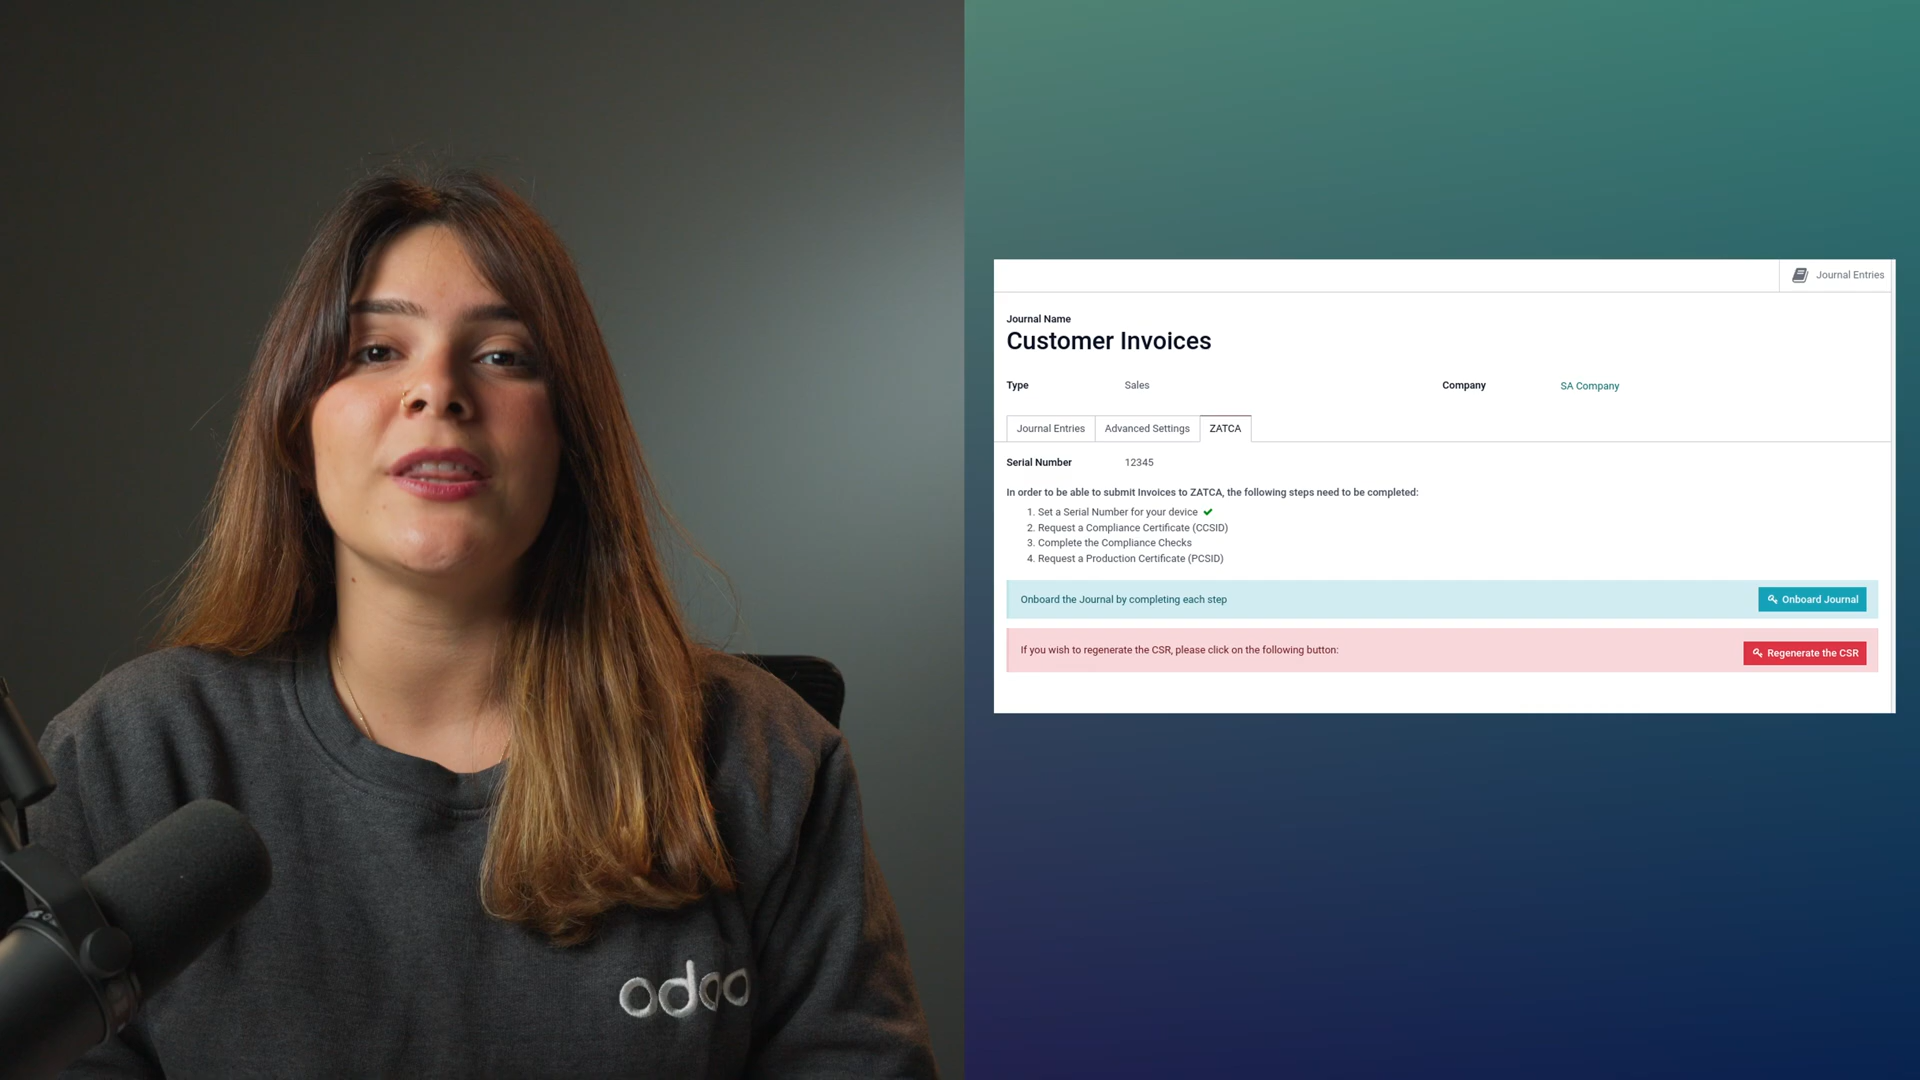 Journal Entries
Journal Name
Customer Invoices
Type Sales Company SA Company
Journal Entries Advanced Settings ZATCA
Serial Number 12345
In order to be able to submit Invoices to ZATCA, the following steps need to be completed:
1. Set a Serial Number for your device
2. Request a Compliance Certificate (CCSID)
3. Complete the Compliance Checks
4. Request a Production Certificate (PCSID)
Onboard the Journal by completing each step Onboard Journal
If you wish to regenerate the CSR, please click on the following button: Regenerate the CSR
odoo